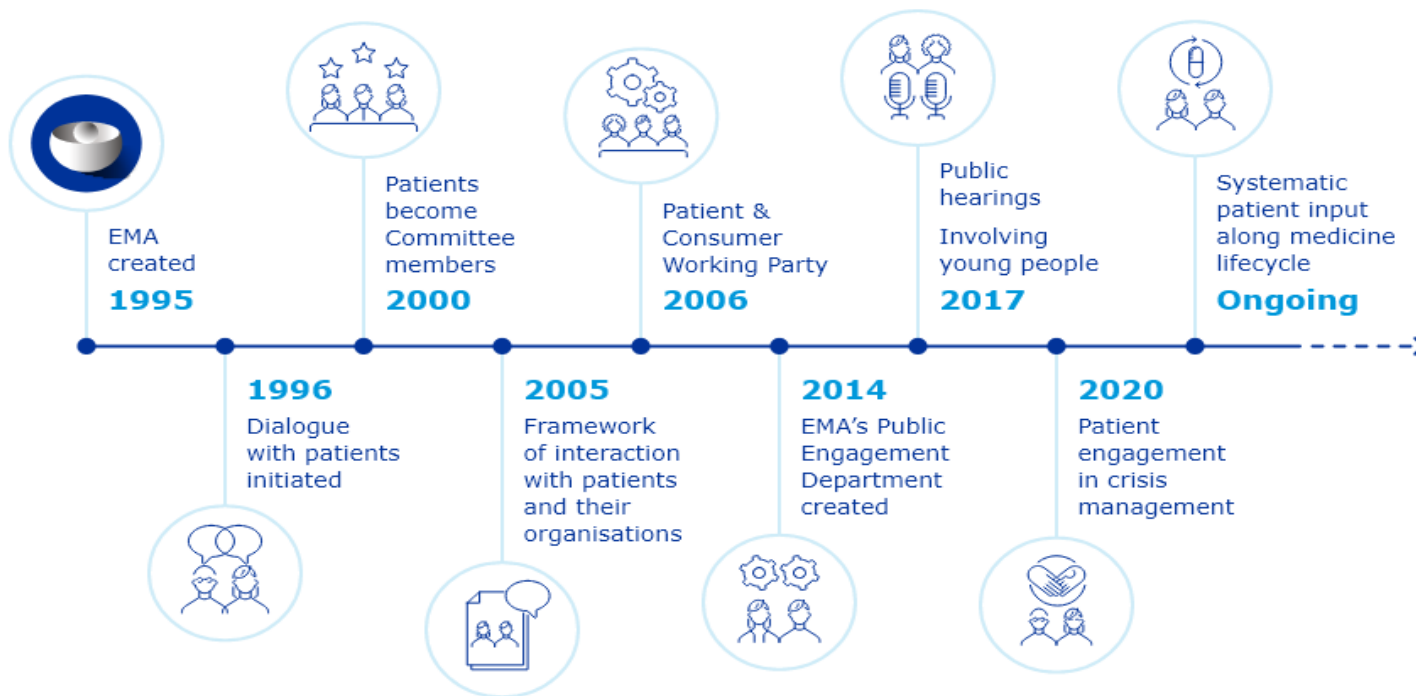 EMA
created
1995
1996
Dialogue
with patients
initiated
Patients
become
Committee
members
2000
2005
Framework
of interaction
with patients
and their
organisations
Patient &
Consumer
Working Party
2006
2014
EMA’s Public
Engagement
Department
created
Public
hearings
Involving
young people
2017
2020
Patient
engagement
in crisis
management
Systematic
patient input
along medicine
lifecycle
Ongoing